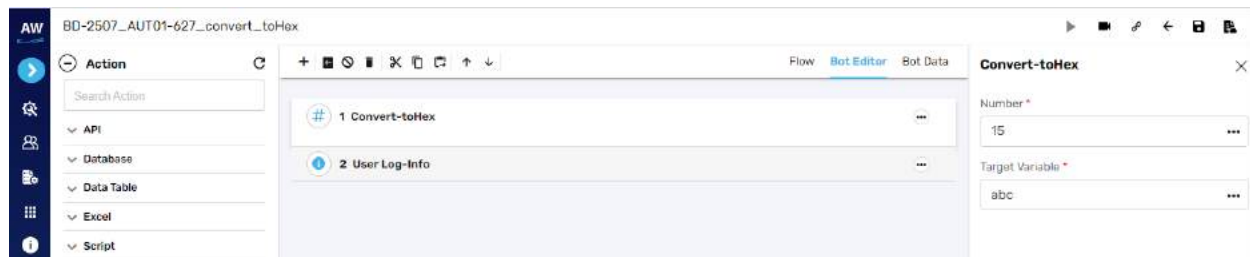 AW
BD-2507_AUT01-627_convert_toHex
Action
Search Action
API
Database
Data Table
Excel
Script
Flow
Bot Editor
Bot Data
1 Convert-toHex
2 User Log-Info
Convert-toHex
Number *
15
Target Variable *
abc